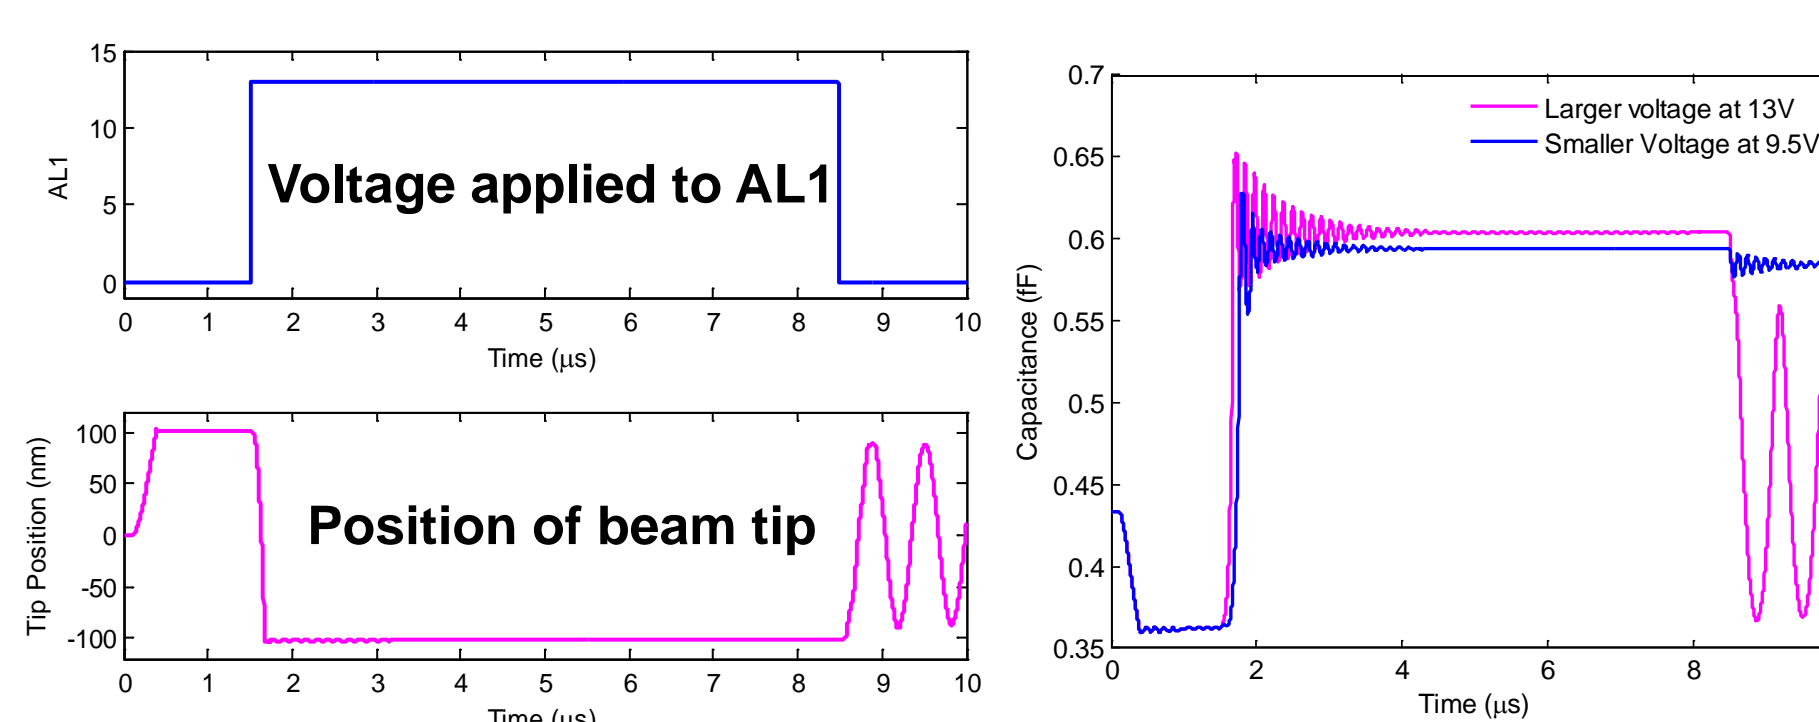 15
10
5
0
AL1
Voltage applied to AL1
0 1 2 3 4 5 6 7 8 9 10
Time (μs)
100
50
0
-50
-100
Tip Position (nm)
Position of beam tip
0 1 2 3 4 5 6 7 8 9 10
Time (μs)
0.7
0.65
0.6
0.55
0.5
0.45
0.4
0.35
Capacitance (fF)
Larger voltage at 13V
Smaller Voltage at 9.5V
0 2 4 6 8
Time (μs)